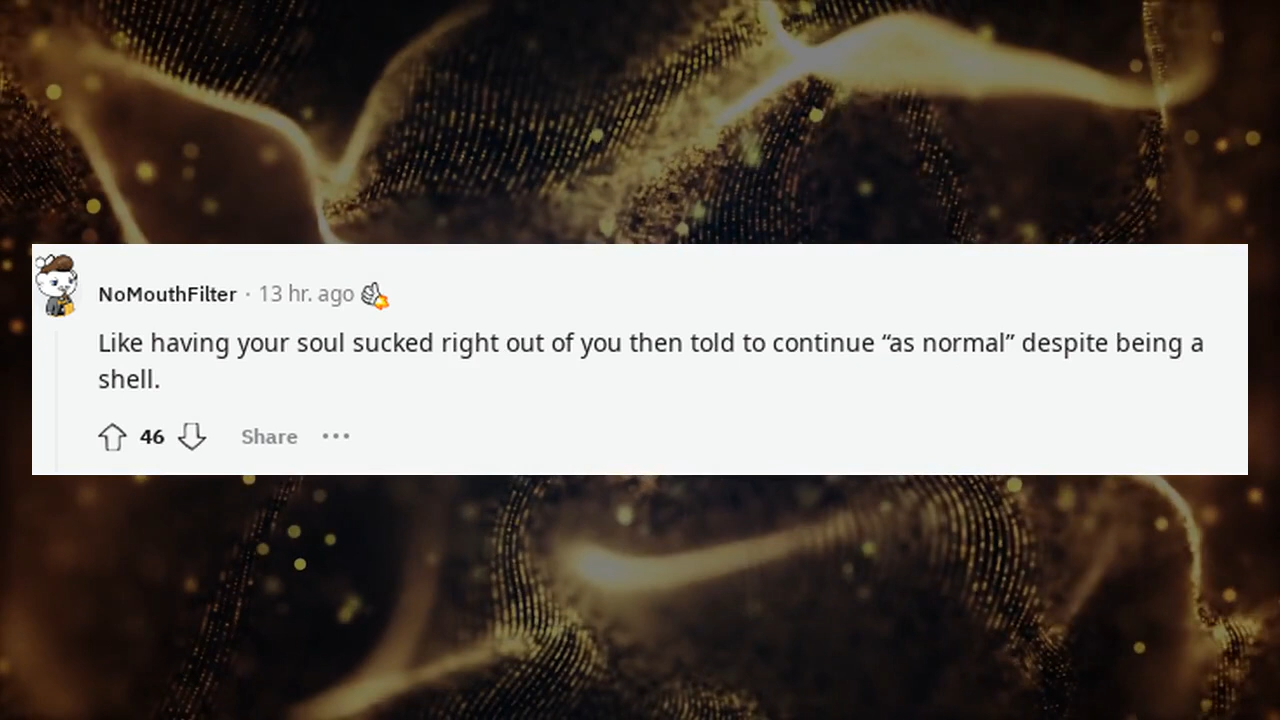 NoMouthFilter · 13 hr. ago
Like having your soul sucked right out of you then told to continue “as normal” despite being a
shell.
46 Share ···